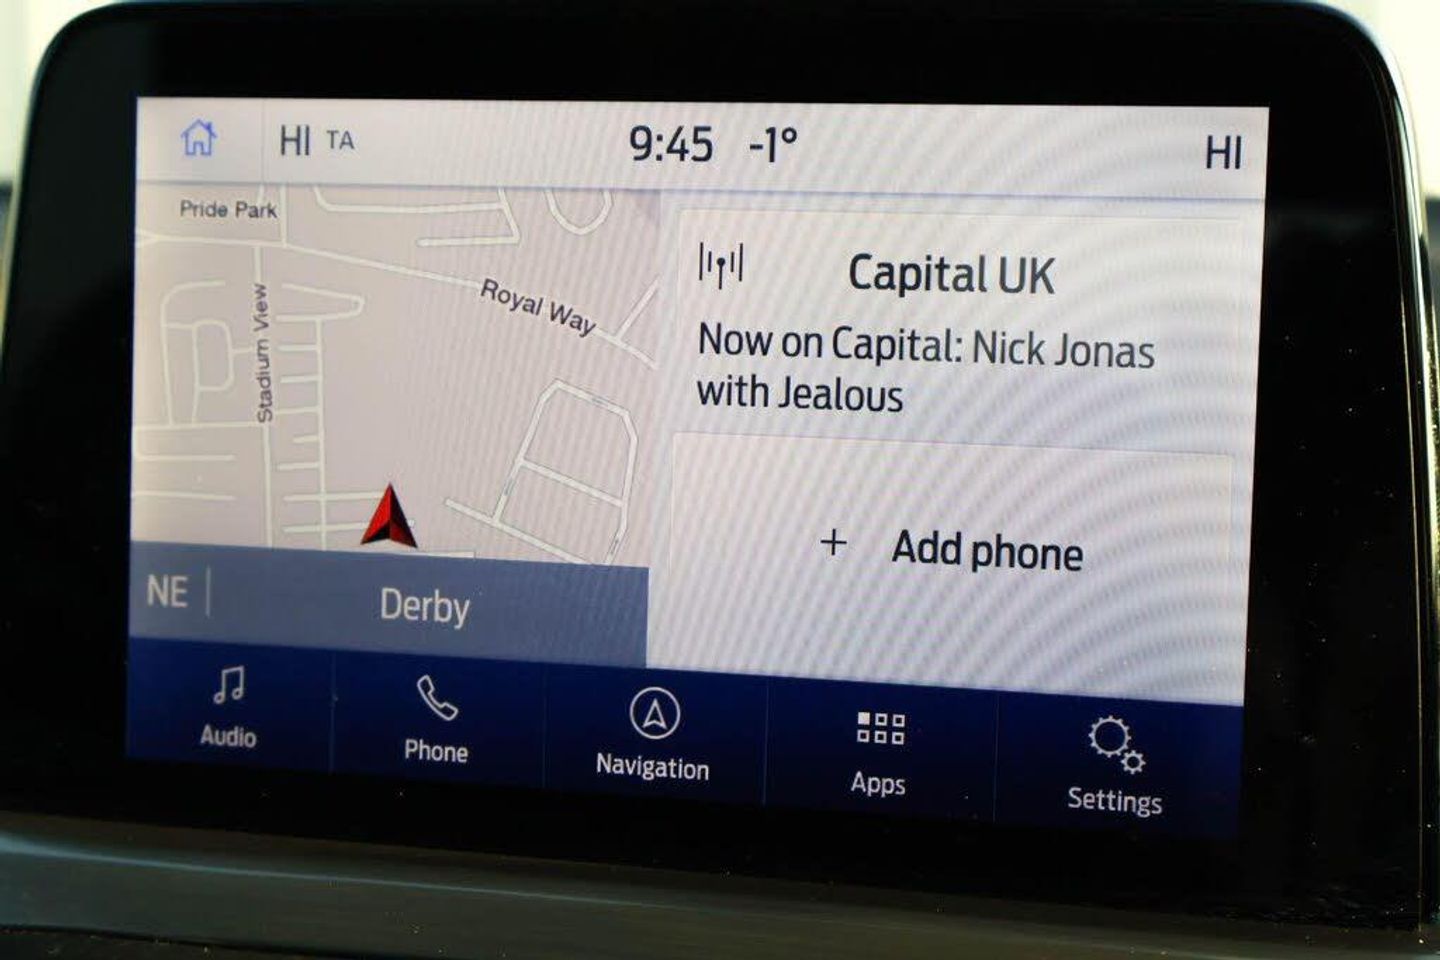 HI TA 9:45 -1° HI
Pride Park
Stadium View
Royal Way
NE Derby
Capital UK
Now on Capital: Nick Jonas
with Jealous
+ Add phone
Audio Phone Navigation Apps Settings